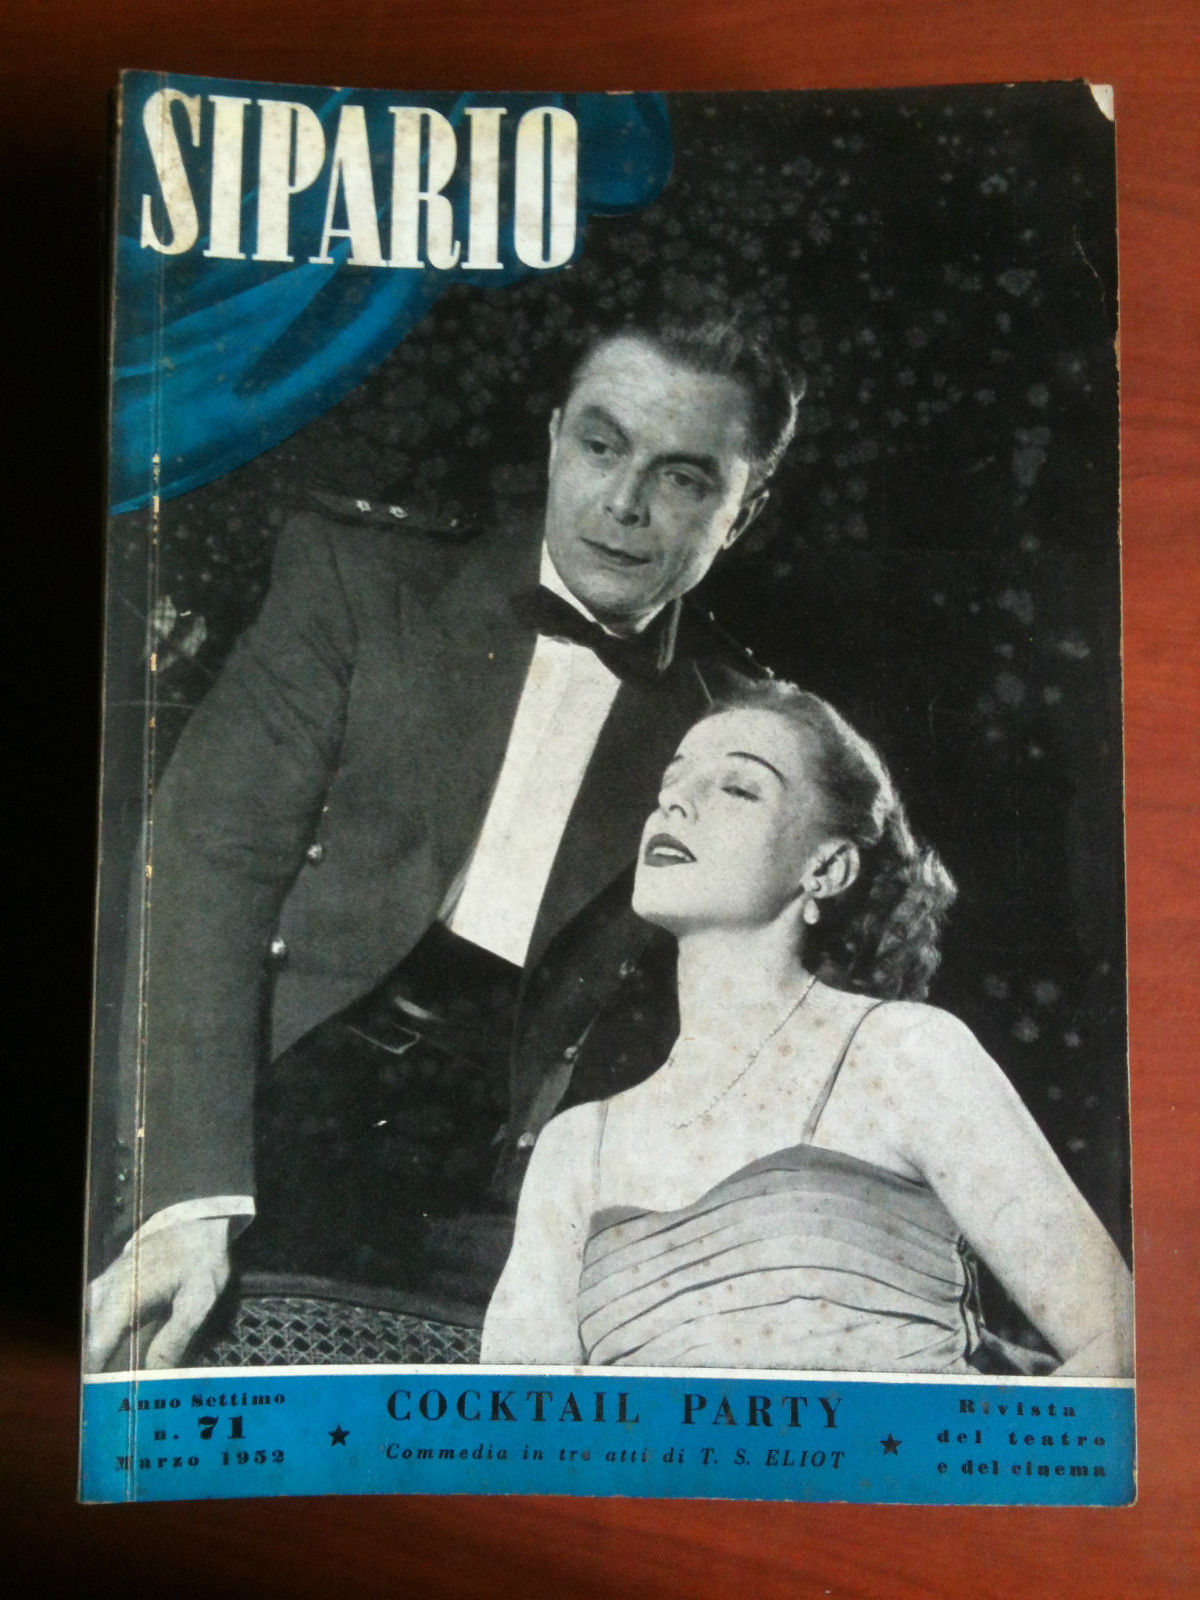 SIPARIO
Anno Settimo
n. 71
Marzo 1952
★
COCKTAIL PARTY
Commedia in tre atti di T. S. ELIOT
★
Rivista
del teatro
e del cinema